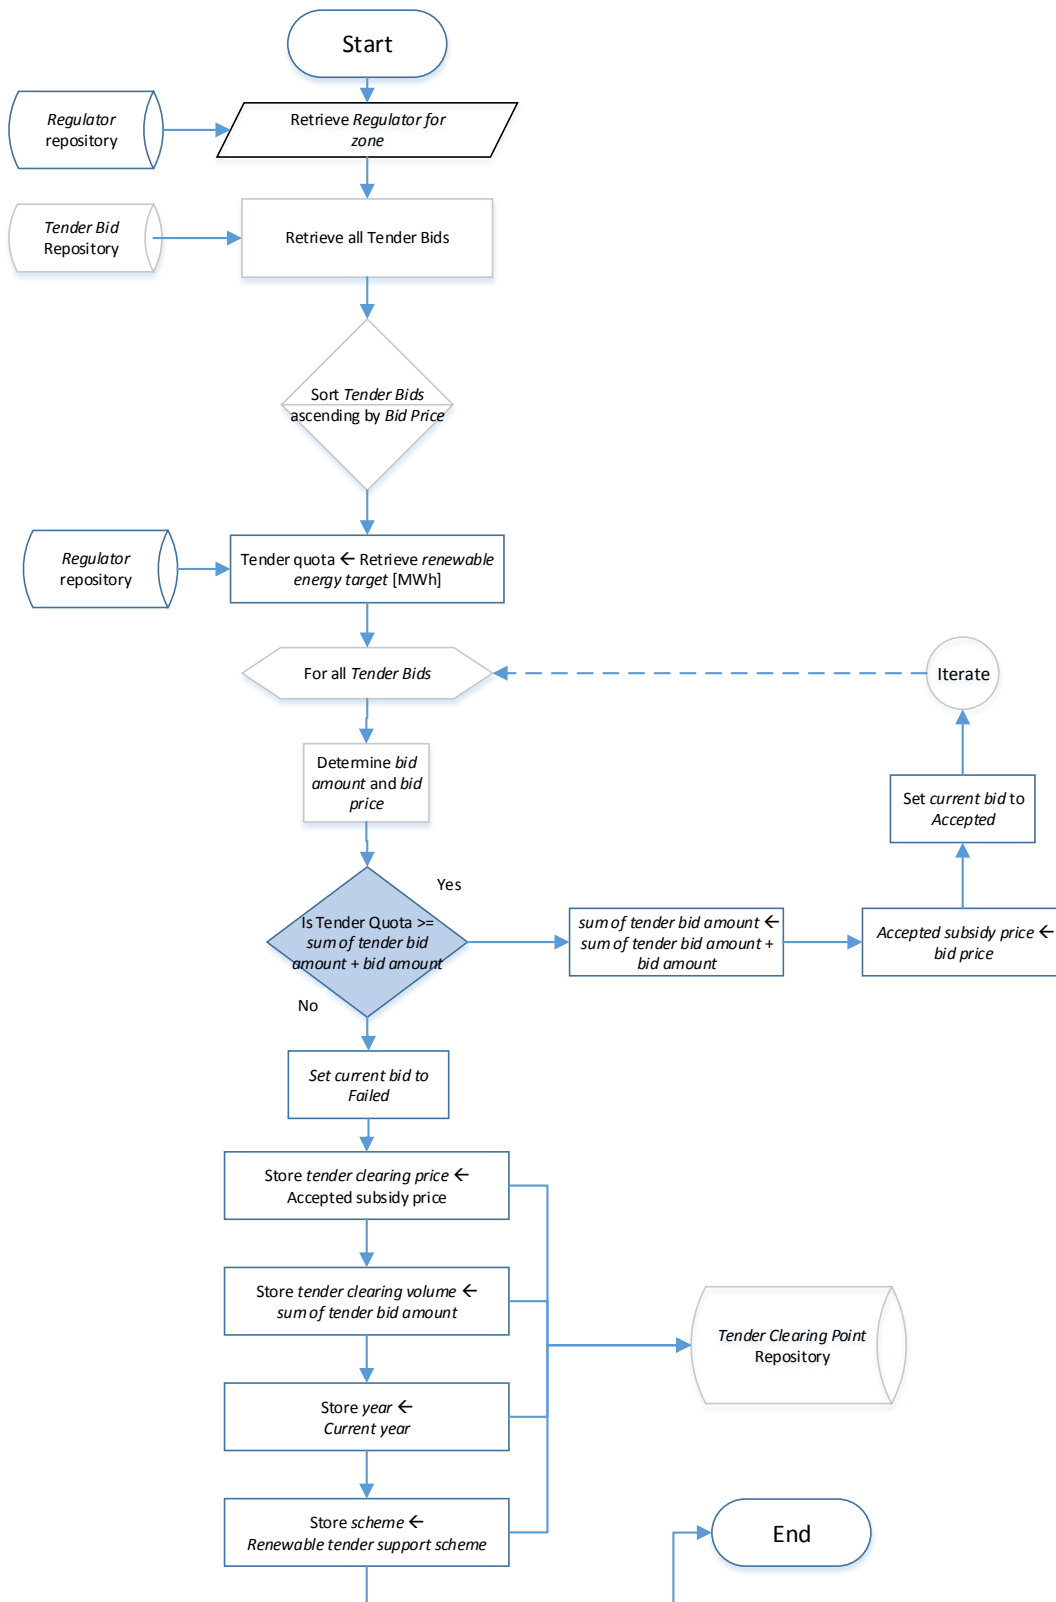 Start
Regulator
repository
Retrieve Regulator for
zone
Tender Bid
Repository
Retrieve all Tender Bids
Sort Tender Bids
ascending by Bid Price
Regulator
repository
Tender quota ← Retrieve renewable
energy target [MWh]
For all Tender Bids
Iterate
Determine bid
amount and bid
price
Set current bid to
Accepted
Yes
Is Tender Quota >=
sum of tender bid
amount + bid amount
sum of tender bid amount ←
sum of tender bid amount +
bid amount
Accepted subsidy price ←
bid price
No
Set current bid to
Failed
Store tender clearing price ←
Accepted subsidy price
Store tender clearing volume ←
sum of tender bid amount
Tender Clearing Point
Repository
Store year ←
Current year
Store scheme ←
Renewable tender support scheme
End